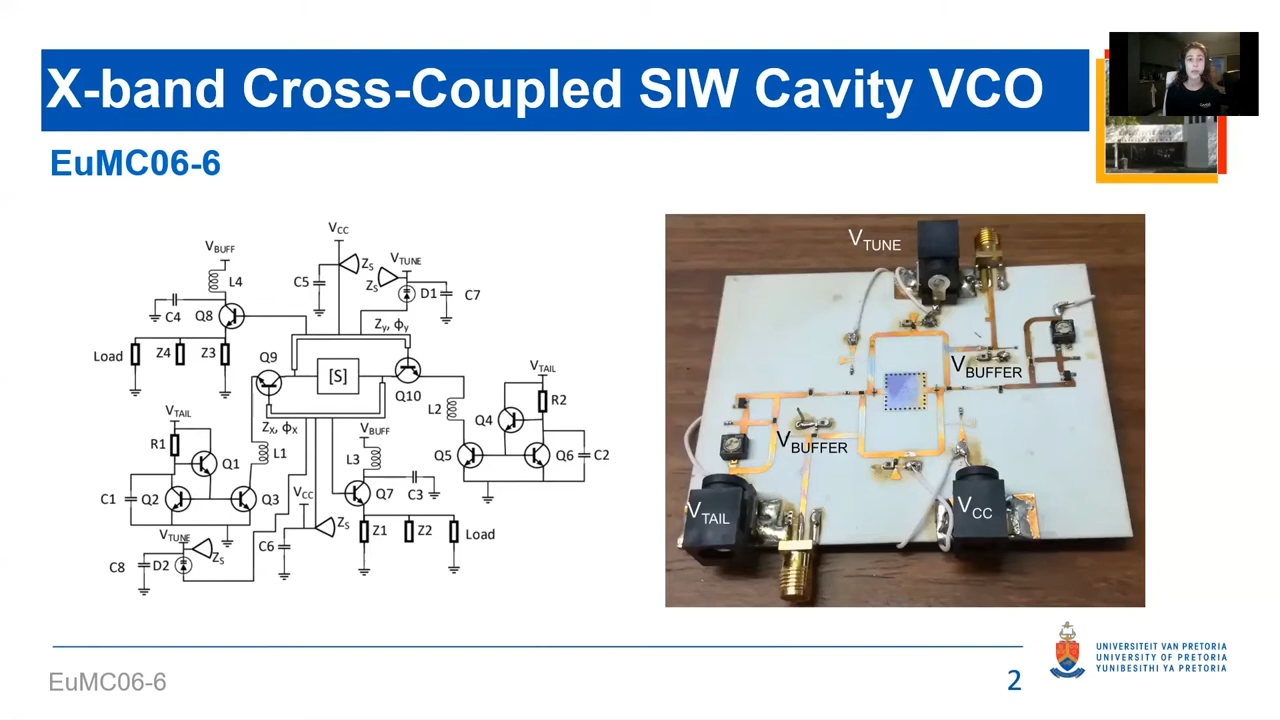 X-band Cross-Coupled SIW Cavity VCO
EuMC06-6
VCC
VBUFF
L4
C5
ZS
VTUNE
ZS
D1
C7
C4
Q8
Zy, ϕy
Load
Z4
Z3
Q9
[S]
Q10
VTAIL
VTAIL
L2
Q4
R2
Zx, ϕx
VBUFF
R1
Q1
L1
L3
Q5
Q6
C2
C1
Q2
Q3
VCC
Q7
C3
VTUNE
ZS
C6
ZS
Z1
Z2
Load
C8
D2
VTUNE
VBUFFER
VBUFFER
VTAIL
VCC
EuMC06-6
2
UNIVERSITEIT VAN PRETORIA
UNIVERSITY OF PRETORIA
YUNIBESITHI YA PRETORIA